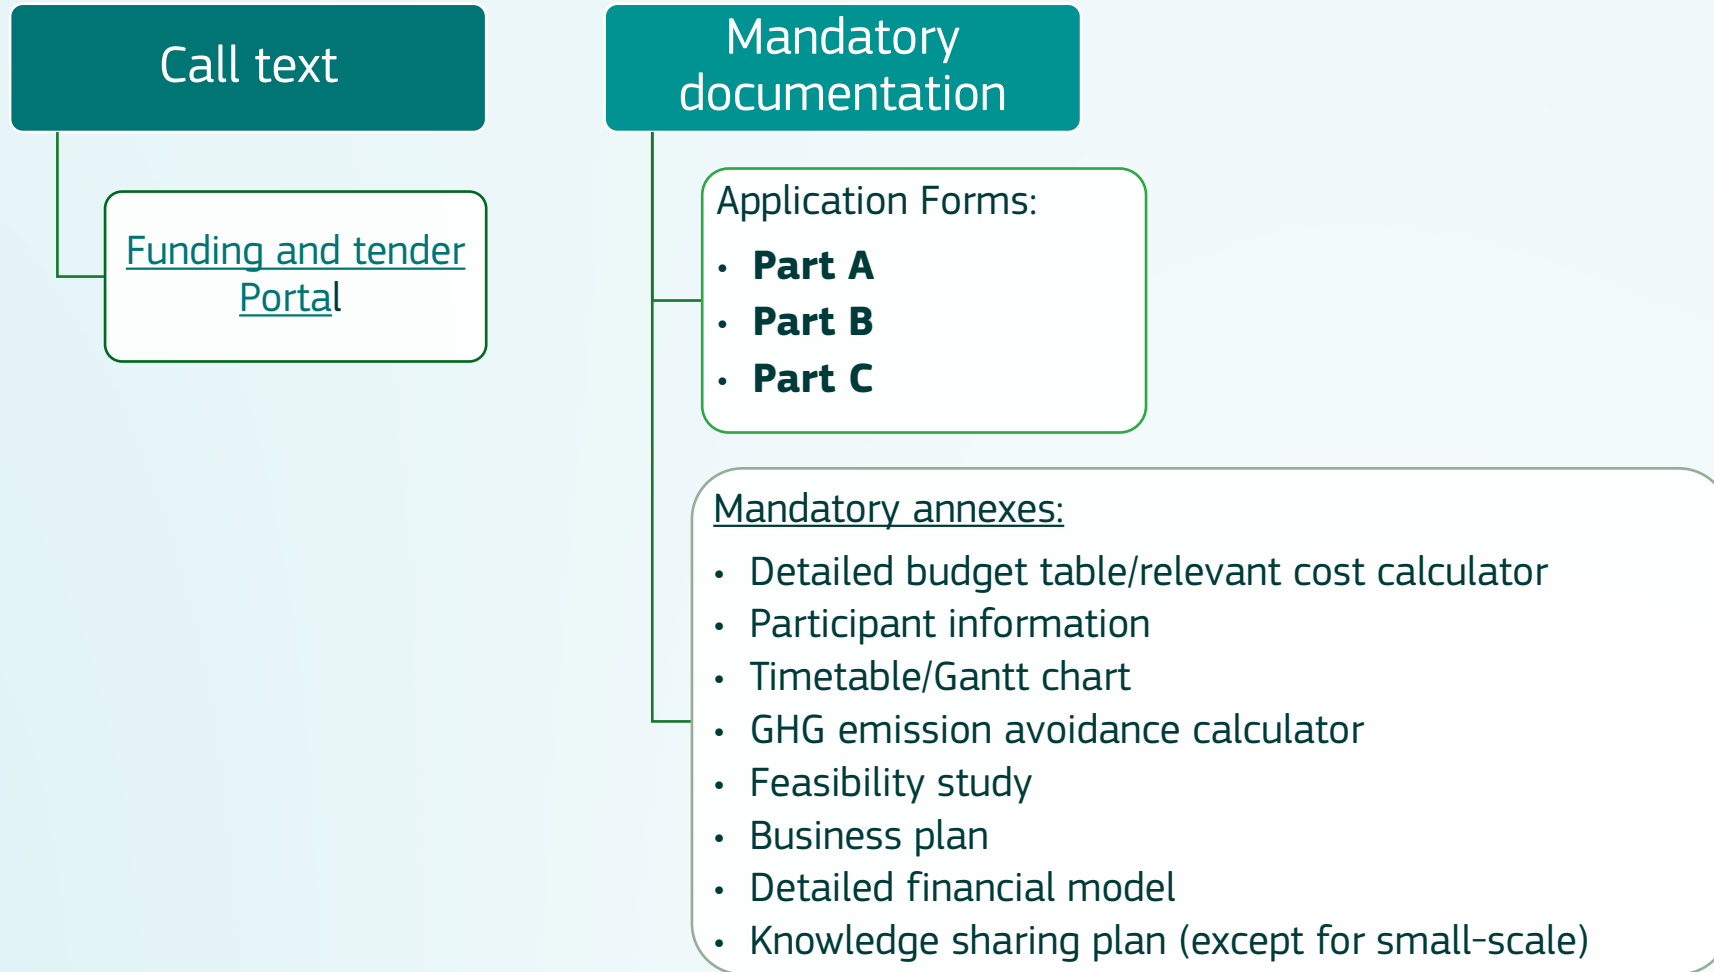 Call text
Funding and tender
Portal
Mandatory
documentation
Application Forms:
• Part A
• Part B
• Part C
Mandatory annexes:
• Detailed budget table/relevant cost calculator
• Participant information
• Timetable/Gantt chart
• GHG emission avoidance calculator
• Feasibility study
• Business plan
• Detailed financial model
• Knowledge sharing plan (except for small-scale)